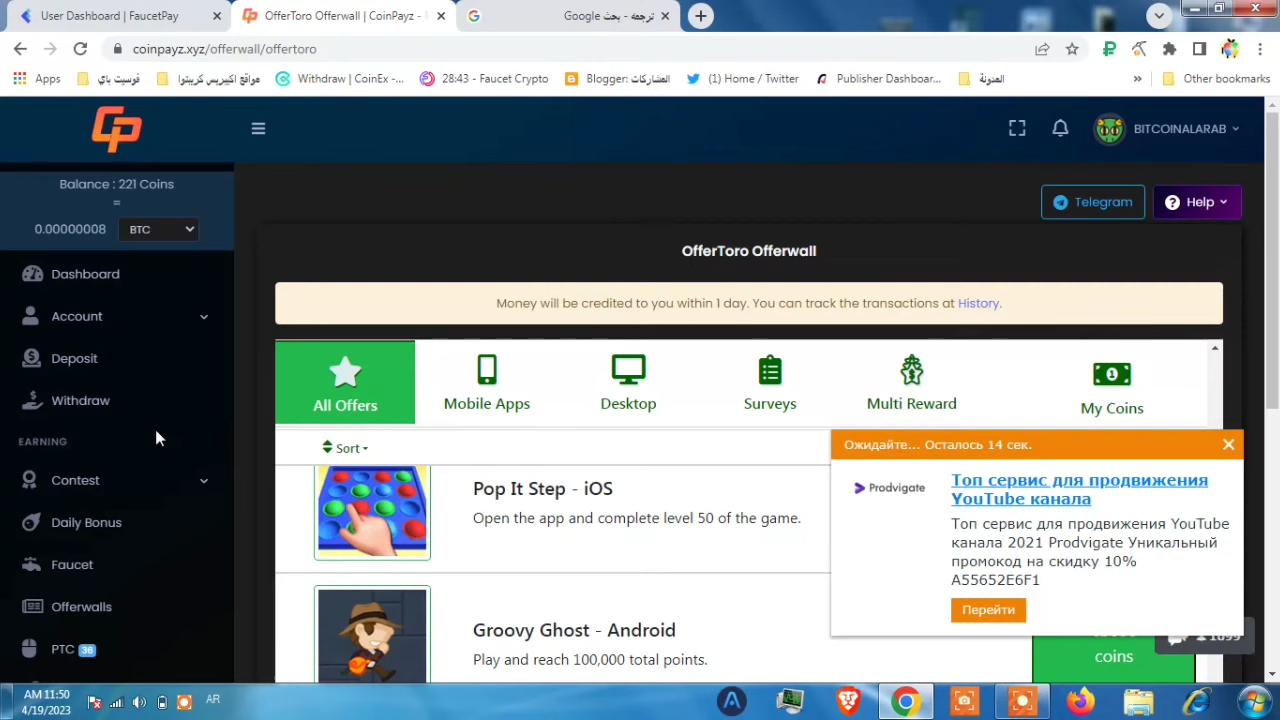 User Dashboard | FaucetPay
OfferToro Offerwall | CoinPayz
ترجمه - بحث Google
coinpayz.xyz/offerwall/offertoro
Apps
فوسيت باي
مواقع اكسبريس كريبتوا
Withdraw | CoinEx -...
28:43 - Faucet Crypto
Blogger: المشاركات
(1) Home / Twitter
Publisher Dashboar...
المدونة
»
Other bookmarks
BITCOINALARAB
Balance : 221 Coins
=
0.00000008
BTC
Telegram
Help
Dashboard
Account
Deposit
Withdraw
EARNING
Contest
Daily Bonus
Faucet
Offerwalls
PTC 36
OfferToro Offerwall
Money will be credited to you within 1 day. You can track the transactions at History.
All Offers
Mobile Apps
Desktop
Surveys
Multi Reward
My Coins
Sort
Pop It Step - iOS
Open the app and complete level 50 of the game.
Groovy Ghost - Android
Play and reach 100,000 total points.
coins
Ожидайте... Осталось 14 сек.
Prodvigate
Топ сервис для продвижения
YouTube канала
Топ сервис для продвижения YouTube
канала 2021 Prodvigate Уникальный
промокод на скидку 10%
A55652E6F1
Перейти
AM 11:50
4/19/2023
AR